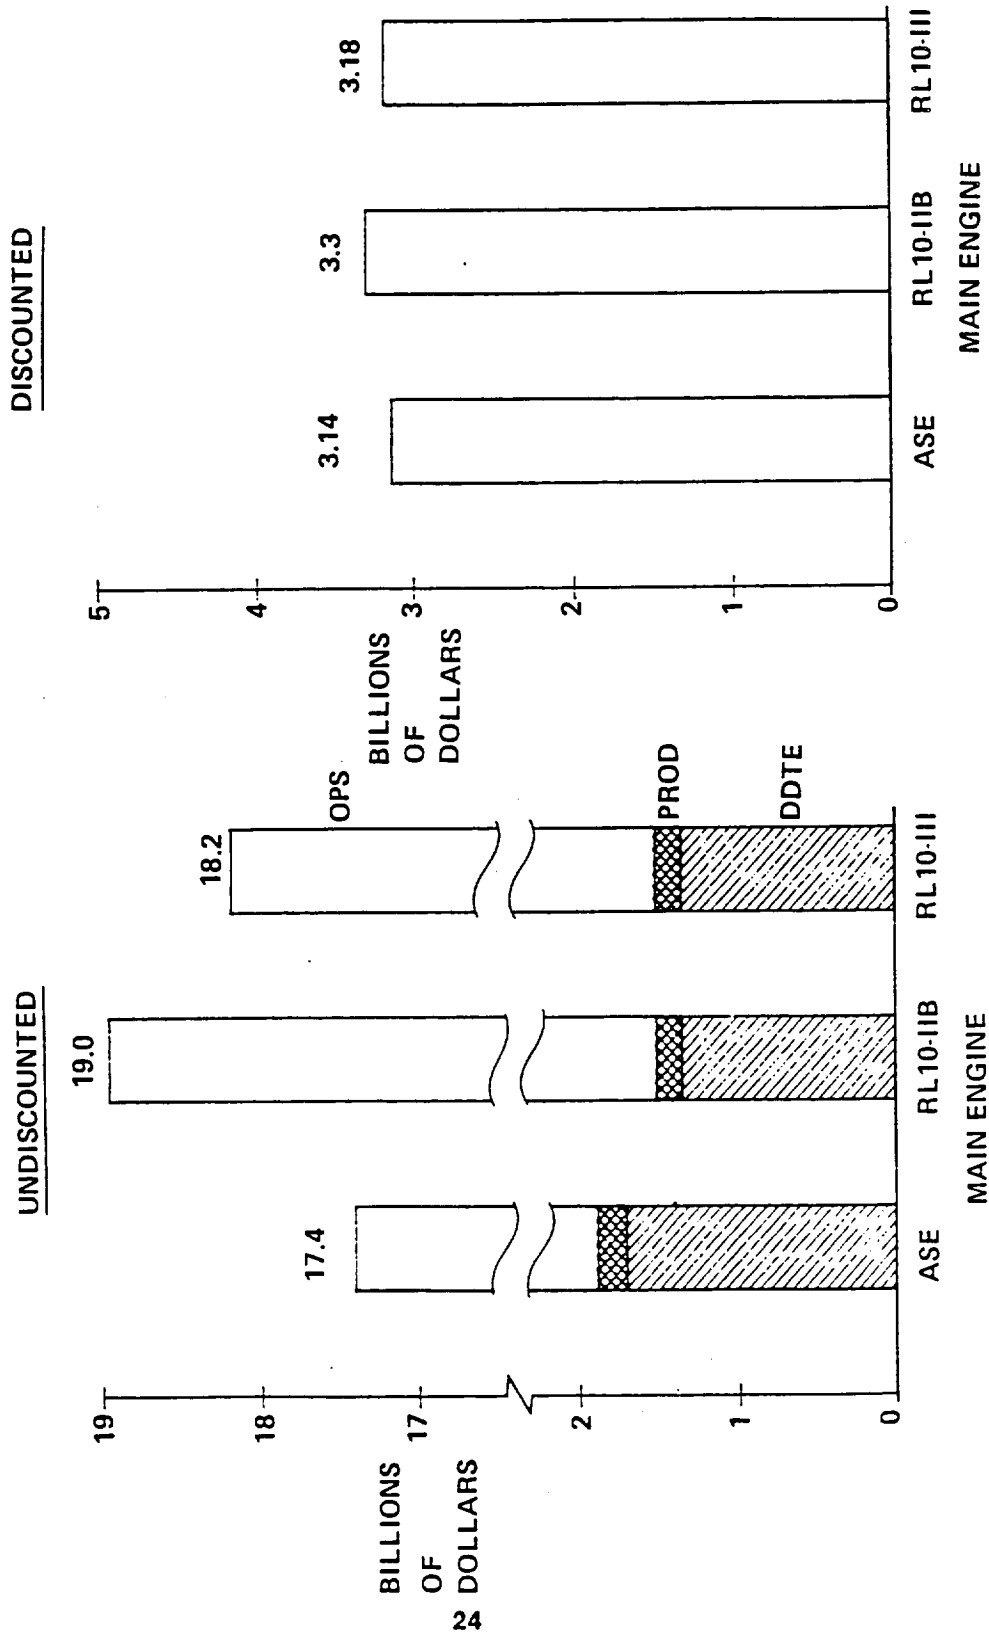 UNDISCOUNTED
19.0
18.2
17.4
19
18
17
2
1
0
BILLIONS
OF
DOLLARS
OPS
PROD
DDTE
ASE
RL10-IIB
RL10-III
MAIN ENGINE
DISCOUNTED
3.14
3.3
3.18
5
4
3
2
1
0
BILLIONS
OF
DOLLARS
ASE
RL10-IIB
RL10-III
MAIN ENGINE
24